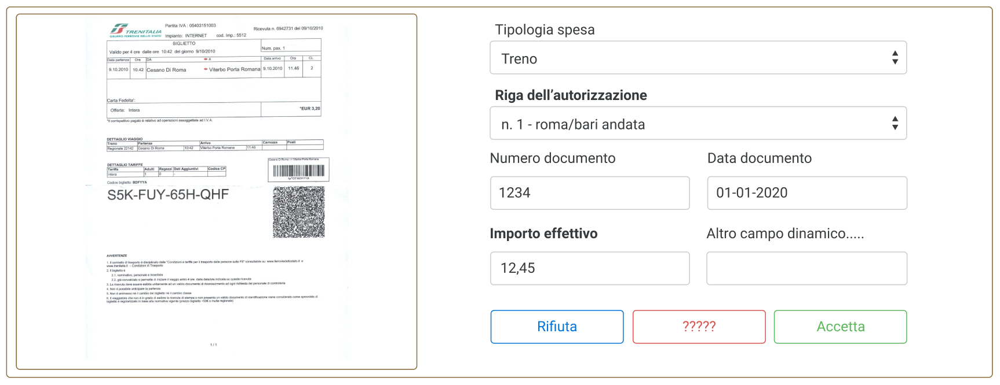 TRENITALIA
GRUPPO FERROVIE DELLO STATO
Partita IVA : 05403151003
Impianto: INTERNET cod. Imp.: 5512
Ricevuta n. 6942731 del 09/10/2010
BIGLIETTO
Valido per 4 ore dalle ore 10:42 del giorno 9/10/2010
Num. pax. 1
Data partenza Ora DA A Data arrivo Ora CL.
9.10.2010 10.42 Cesano Di Roma Viterbo Porta Romana 9.10.2010 11.46 2
Carta Fedelta':
Offerte: Intera
*EUR 3,20
*Il corrispettivo pagato è relativo ad operazioni assoggettate ad I.V.A.
DETTAGLIO VIAGGIO
Treno Partenza Arrivo Carrozza Posti
Regionale 22142 Cesano Di Roma 10:42 Viterbo Porta Romana 11:46
DETTAGLIO TARIFFE
Tariffa Adulti Ragazzi Dati Aggiuntivi Codice CP
Intera 1 0 -
Cesano Di Roma --> Viterbo Porta Romana
Codice biglietto: BDFYYA
S5K-FUY-65H-QHF
AVVERTENZE
1. Il contratto di trasporto è disciplinato dalle "Condizioni e tariffe per il trasporto delle persone sulle FS" consultabile su www.ferroviedellostato.it e
www.trenitalia.it – Condizioni di Trasporto
2. Il biglietto è
2.1. nominativo, personale e incedibile
2.2. già convalidato e permette di iniziare il viaggio entro 4 ore dalla data/ora indicata su questa ricevuta
3. La ricevuta deve essere esibita unitamente ad un valido documento di riconoscimento ad ogni richiesta del personale di controlleria
4. Non è possibile anticipare la partenza
5. Non è ammesso né il cambio del biglietto né il cambio classe
6. Il viaggiatore che non è in grado di esibire la ricevuta di stampa o non presenta un valido documento di identificazione viene considerato come sprovvisto di
biglietto e regolarizzato in base alla normative vigente (prezzo biglietto +50€ o multa regionale)
1 / 1
Tipologia spesa
Treno
Riga dell’autorizzazione
n. 1 - roma/bari andata
Numero documento Data documento
1234 01-01-2020
Importo effettivo Altro campo dinamico.....
12,45
Rifiuta ????? Accetta